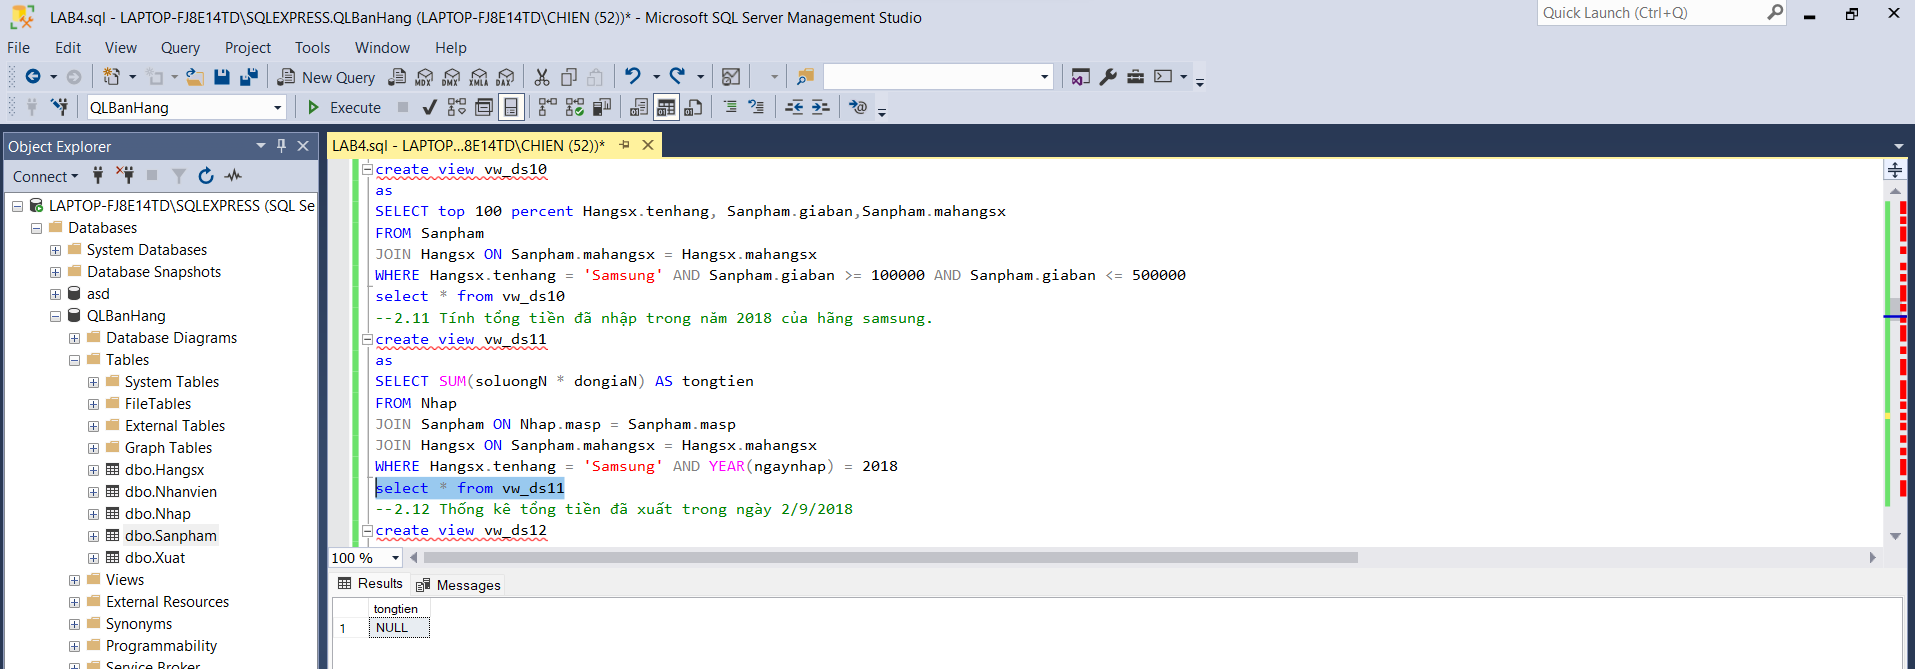 LAB4.sql - LAPTOP-FJ8E14TD\SQLEXPRESS.QLBanHang (LAPTOP-FJ8E14TD\CHIEN (52))* - Microsoft SQL Server Management Studio
Quick Launch (Ctrl+Q)
File Edit View Query Project Tools Window Help
New Query MDX DMX XMLA DAX
QLBanHang Execute
Object Explorer
Connect
LAPTOP-FJ8E14TD\SQLEXPRESS (SQL Se
Databases
System Databases
Database Snapshots
asd
QLBanHang
Database Diagrams
Tables
System Tables
FileTables
External Tables
Graph Tables
dbo.Hangsx
dbo.Nhanvien
dbo.Nhap
dbo.Sanpham
dbo.Xuat
Views
External Resources
Synonyms
Programmability
Service Broker
LAB4.sql - LAPTOP...8E14TD\CHIEN (52))*
create view vw_ds10
as
SELECT top 100 percent Hangsx.tenhang, Sanpham.giaban,Sanpham.mahangsx
FROM Sanpham
JOIN Hangsx ON Sanpham.mahangsx = Hangsx.mahangsx
WHERE Hangsx.tenhang = 'Samsung' AND Sanpham.giaban >= 100000 AND Sanpham.giaban <= 500000
select * from vw_ds10
--2.11 Tính tổng tiền đã nhập trong năm 2018 của hãng samsung.
create view vw_ds11
as
SELECT SUM(soluongN * dongiaN) AS tongtien
FROM Nhap
JOIN Sanpham ON Nhap.masp = Sanpham.masp
JOIN Hangsx ON Sanpham.mahangsx = Hangsx.mahangsx
WHERE Hangsx.tenhang = 'Samsung' AND YEAR(ngaynhap) = 2018
select * from vw_ds11
--2.12 Thống kê tổng tiền đã xuất trong ngày 2/9/2018
create view vw_ds12
100 %
Results Messages
tongtien
1 NULL